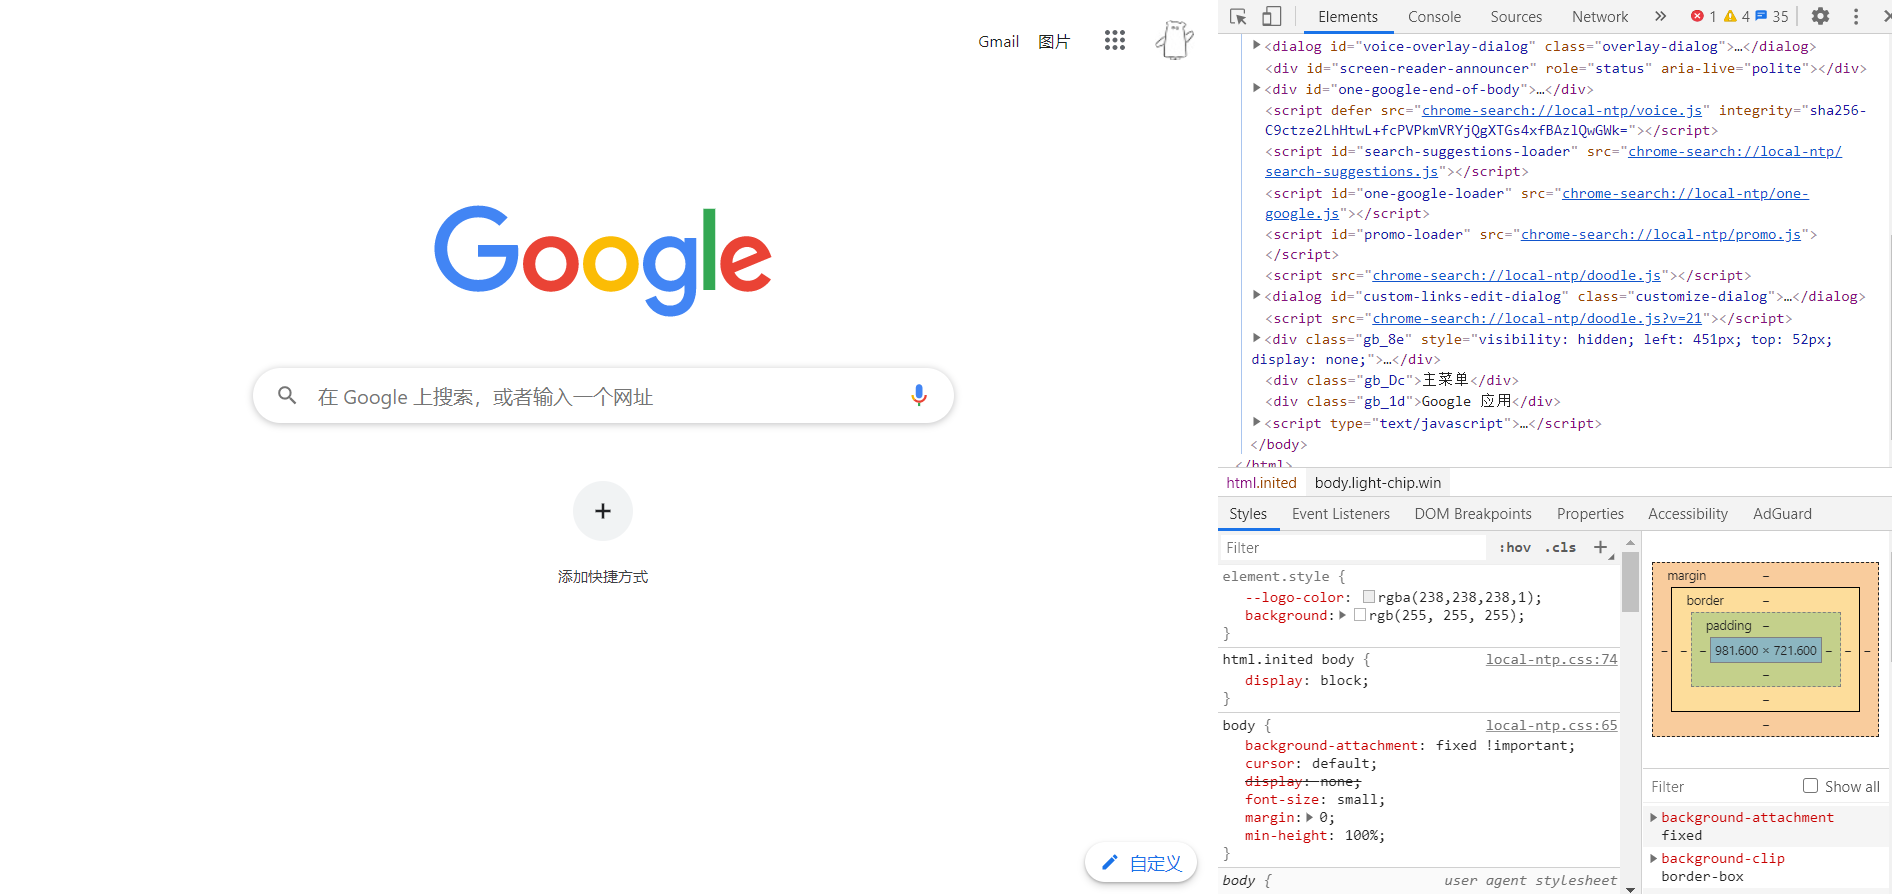 Gmail 图片
Google
在 Google 上搜索，或者输入一个网址
添加快捷方式
自定义
Elements Console Sources Network » 1 4 35
<dialog id="voice-overlay-dialog" class="overlay-dialog">…</dialog>
<div id="screen-reader-announcer" role="status" aria-live="polite"></div>
<div id="one-google-end-of-body">…</div>
<script defer src="chrome-search://local-ntp/voice.js" integrity="sha256-
C9ctze2LhHtwL+fcPVPkmVRYjQgXTGs4xfBAzlQwGWk="></script>
<script id="search-suggestions-loader" src="chrome-search://local-ntp/
search-suggestions.js"></script>
<script id="one-google-loader" src="chrome-search://local-ntp/one-
google.js"></script>
<script id="promo-loader" src="chrome-search://local-ntp/promo.js">
</script>
<script src="chrome-search://local-ntp/doodle.js"></script>
<dialog id="custom-links-edit-dialog" class="customize-dialog">…</dialog>
<script src="chrome-search://local-ntp/doodle.js?v=21"></script>
<div class="gb_8e" style="visibility: hidden; left: 451px; top: 52px;
display: none;">…</div>
<div class="gb_Dc">主菜单</div>
<div class="gb_1d">Google 应用</div>
<script type="text/javascript">…</script>
</body>
</html>
html.inited body.light-chip.win
Styles Event Listeners DOM Breakpoints Properties Accessibility AdGuard
Filter :hov .cls +
element.style {
--logo-color: rgba(238,238,238,1);
background: rgb(255, 255, 255);
}
html.inited body { local-ntp.css:74
display: block;
}
body { local-ntp.css:65
background-attachment: fixed !important;
cursor: default;
display: none;
font-size: small;
margin: 0;
min-height: 100%;
}
body { user agent stylesheet
margin –
border –
padding –
– – – 981.600 × 721.600 – – –
–
–
–
Filter Show all
background-attachment
fixed
background-clip
border-box